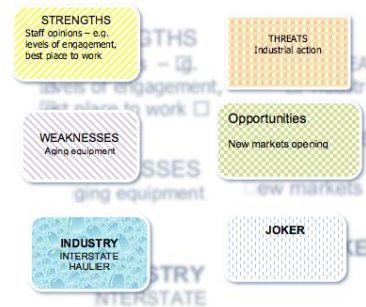 STRENGTHS
Staff opinions – e.g.
levels of engagement,
best place to work
THREATS
Industrial action
WEAKNESSES
Aging equipment
Opportunities
New markets opening
INDUSTRY
INTERSTATE
HAULIER
JOKER